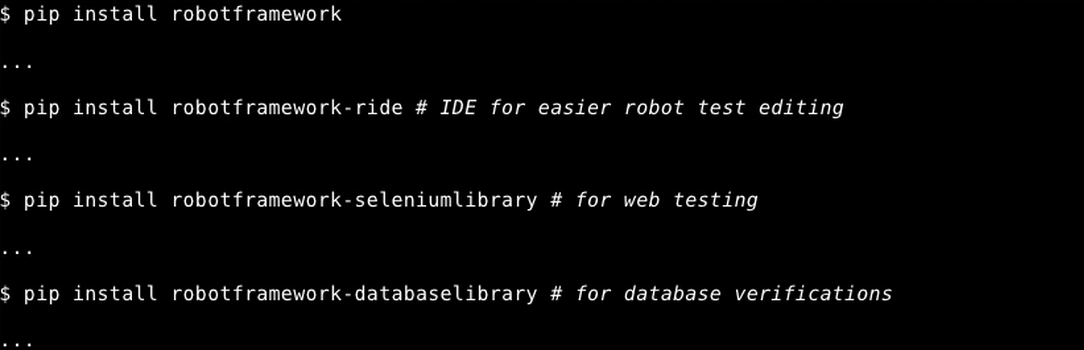 $ pip install robotframework
...
$ pip install robotframework-ride # IDE for easier robot test editing
...
$ pip install robotframework-seleniumlibrary # for web testing
...
$ pip install robotframework-databaselibrary # for database verifications
...